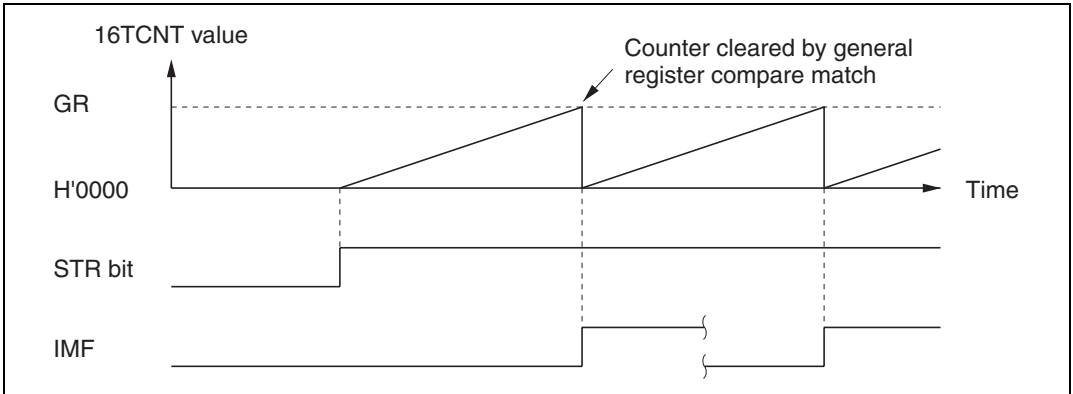 16TCNT value
Counter cleared by general
register compare match
GR
H'0000
Time
STR bit
IMF